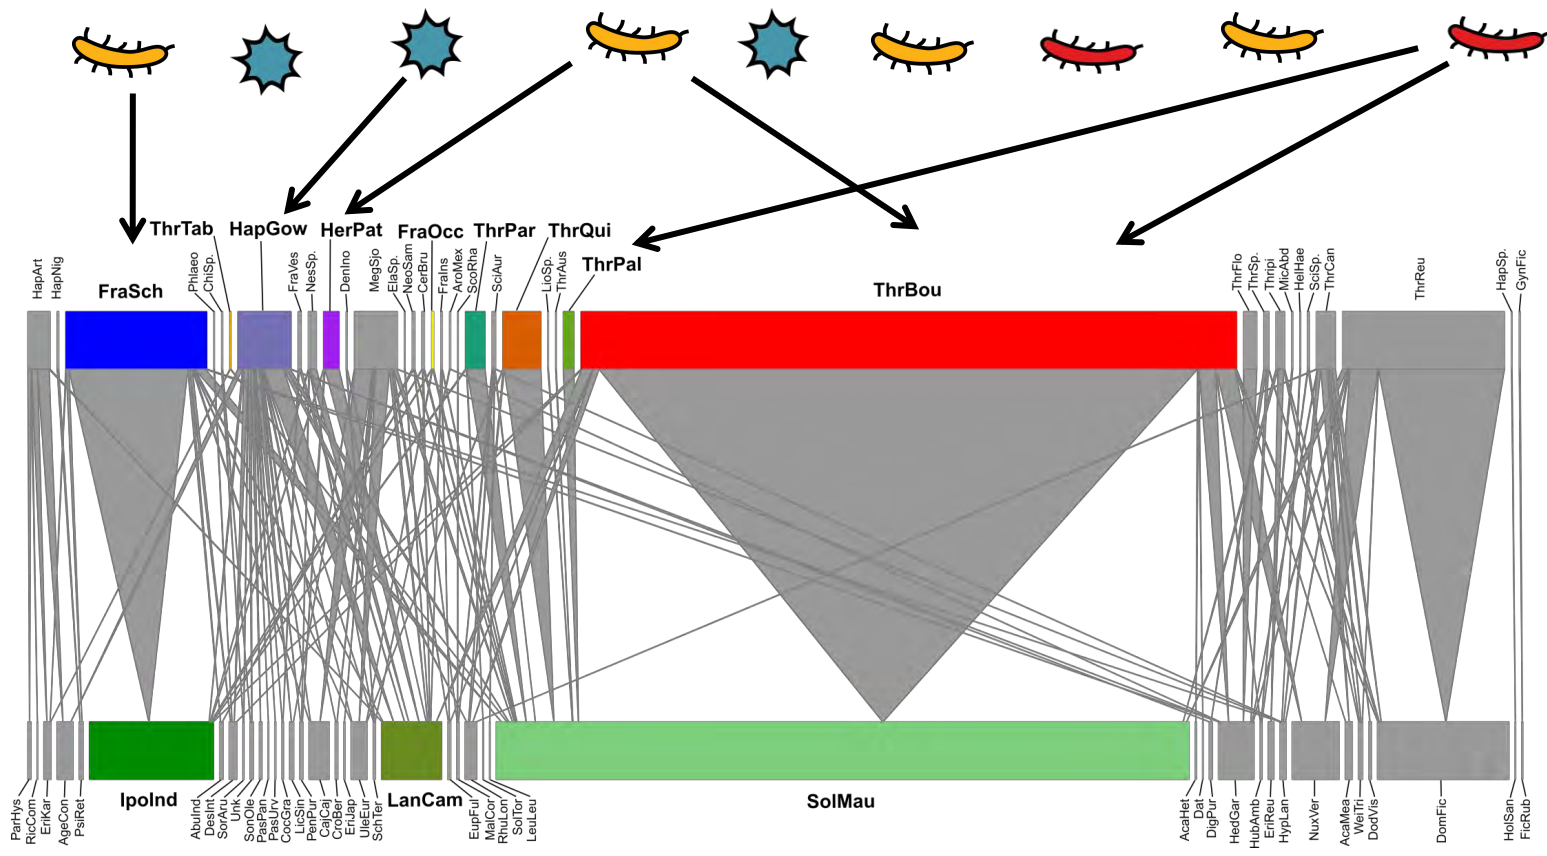 ThrTab
HapGow
HerPat
FraOcc
ThrPar
ThrQui
ThrPal
HapArt
HapNig
FraSch
Phlaeo
ChiSp.
FraVes
NesSp.
DenIno
MegSjo
ElaSp.
NeoSam
CerBru
FraIns
AroMex
ScoRha
SciAur
LioSp.
ThrAus
ThrBou
ThrFlo
ThrSp.
Thripi
MicAbd
HelHae
SciSp.
ThrCan
ThrReu
HapSp.
GynFic
ParHys
RicCom
EriKar
AgeCon
PsiRet
IpoInd
AbuInd
DesInt
SorAru
Unk
SonOle
PasPan
PasUrv
CocGra
LicSin
PenPur
CajCaj
CroBer
EriJap
UleEur
SchTer
LanCam
EupFul
MalCor
RhuLon
SolTor
LeuLeu
SolMau
AcaHet
Dat
DigPur
HedGar
HubAmb
EriReu
HypLan
NuxVer
AcaMea
WeiTri
DodVis
DomFic
HolSan
FicRub